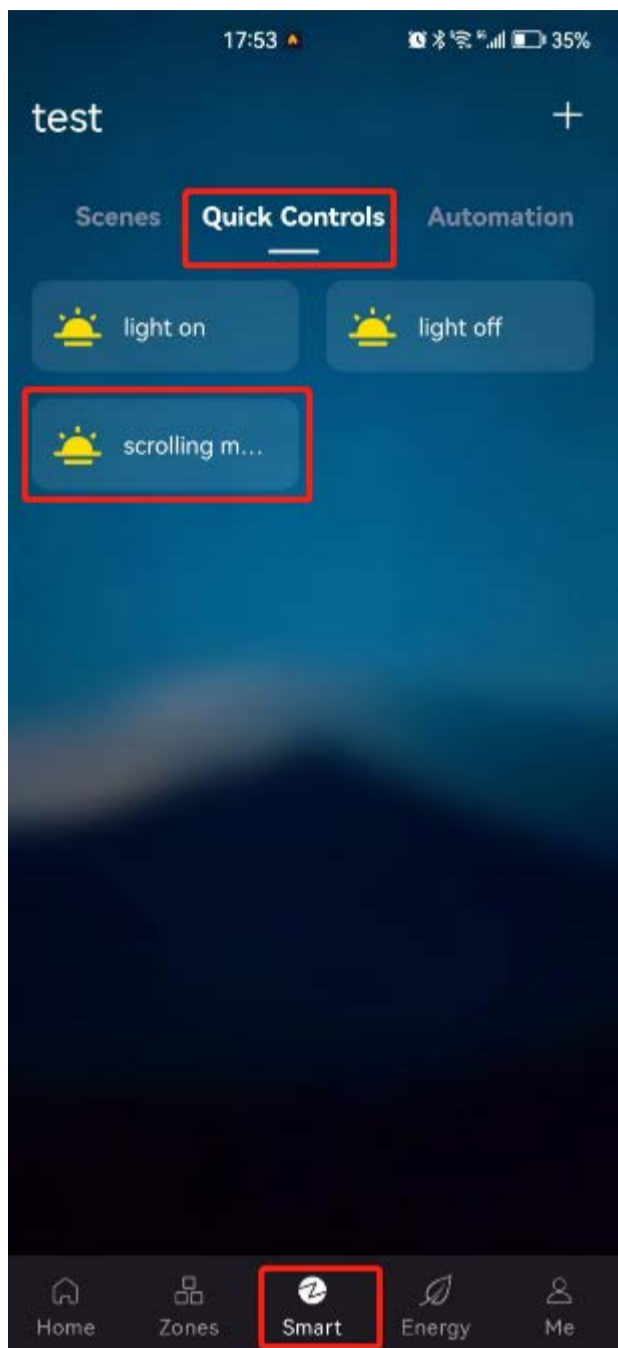 17:53 35%
test +
Scenes Quick Controls Automation
light on light off
scrolling m...
Home Zones Smart Energy Me